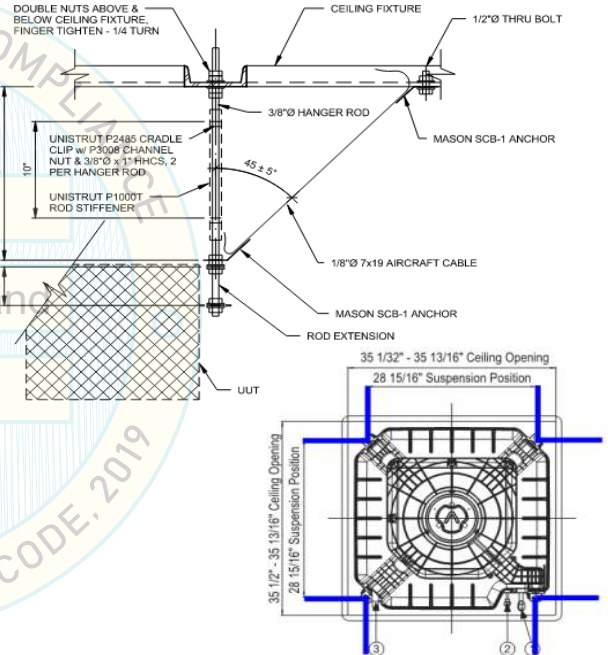 DOUBLE NUTS ABOVE &
BELOW CEILING FIXTURE,
FINGER TIGHTEN - 1/4 TURN
CEILING FIXTURE
1/2"Ø THRU BOLT
3/8"Ø HANGER ROD
MASON SCB-1 ANCHOR
UNISTRUT P2485 CRADLE
CLIP w/ P3008 CHANNEL
NUT & 3/8"Ø x 1" HHCS, 2
PER HANGER ROD
10"
45 ± 5°
UNISTRUT P1000T
ROD STIFFENER
1/8"Ø 7x19 AIRCRAFT CABLE
MASON SCB-1 ANCHOR
ROD EXTENSION
UUT
COMPLIANCE
CODE, 2019
35 1/32" - 35 13/16" Ceiling Opening
28 15/16" Suspension Position
35 1/2" - 35 13/16" Ceiling Opening
28 15/16" Suspension Position
3
2
1